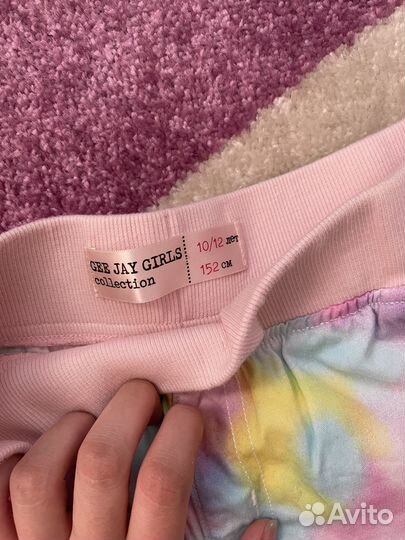 GEE JAY GIRLS
collection
10/12 лет
152 см
Avito